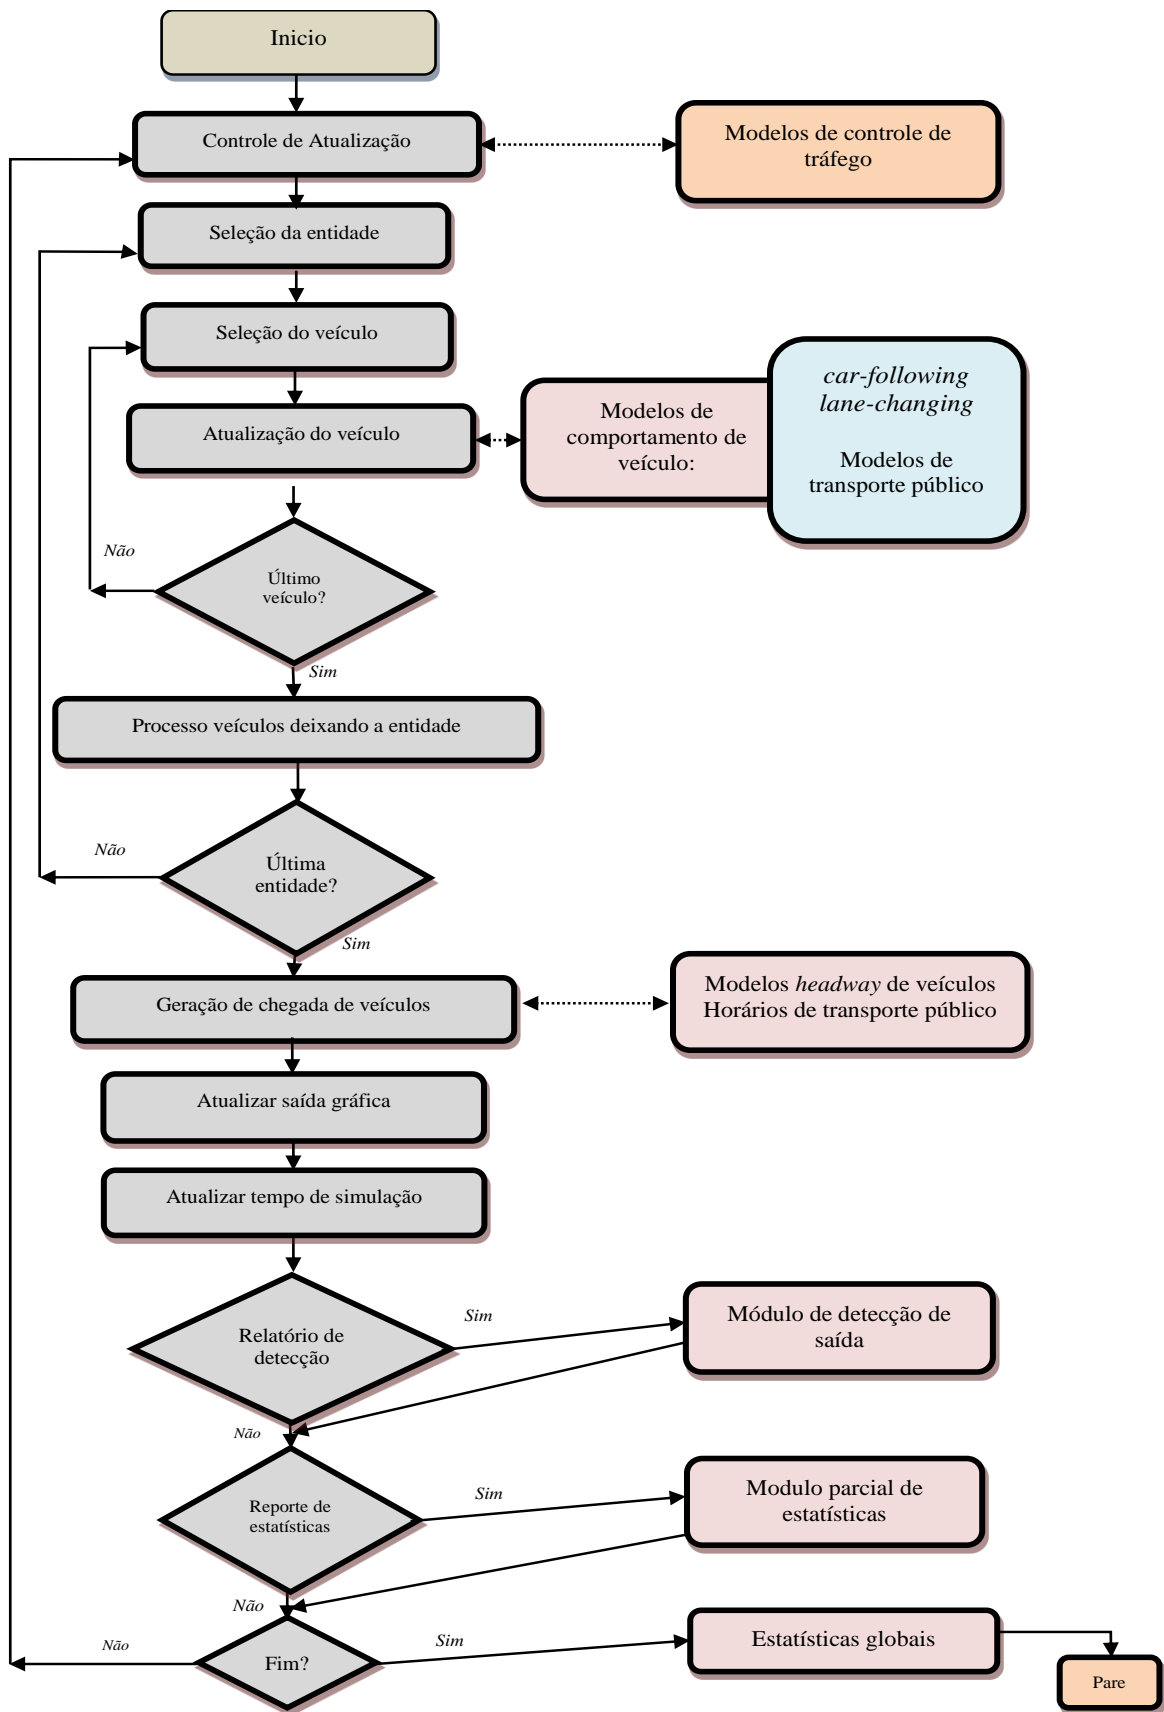 Inicio
Controle de Atualização
Modelos de controle de
tráfego
Seleção da entidade
Seleção do veículo
Atualização do veículo
Modelos de
comportamento de
veículo:
car-following
lane-changing
Modelos de
transporte público
Não
Último
veículo?
Sim
Processo veículos deixando a entidade
Não
Última
entidade?
Sim
Geração de chegada de veículos
Modelos headway de veículos
Horários de transporte público
Atualizar saída gráfica
Atualizar tempo de simulação
Relatório de
detecção
Sim
Módulo de detecção de
saída
Não
Reporte de
estatísticas
Sim
Modulo parcial de
estatísticas
Não
Não
Fim?
Sim
Estatísticas globais
Pare